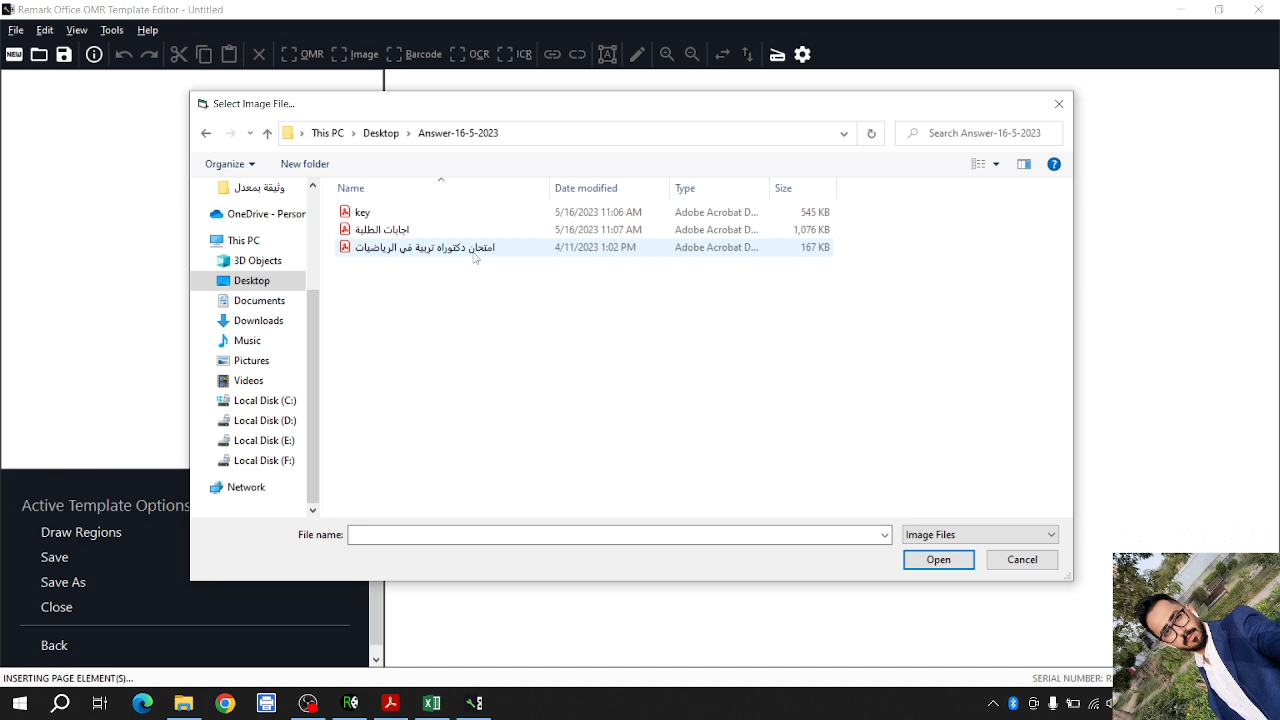 Remark Office OMR Template Editor - Untitled
File Edit View Tools Help
NEW OMR Image Barcode OCR ICR
Select Image File...
This PC Desktop Answer-16-5-2023
Search Answer-16-5-2023
Organize New folder
Name Date modified Type Size
وثيقة بمعدل
OneDrive - Person
This PC
3D Objects
Desktop
Documents
Downloads
Music
Pictures
Videos
Local Disk (C:)
Local Disk (D:)
Local Disk (E:)
Local Disk (F:)
Network
key 5/16/2023 11:06 AM Adobe Acrobat D... 545 KB
اجابات الطلبة 5/16/2023 11:07 AM Adobe Acrobat D... 1,076 KB
امتحان دكتوراه تربية في الرياضيات 4/11/2023 1:02 PM Adobe Acrobat D... 167 KB
File name:
Image Files
Open Cancel
Active Template Options
Draw Regions
Save
Save As
Close
Back
INSERTING PAGE ELEMENT(S)...
SERIAL NUMBER: R